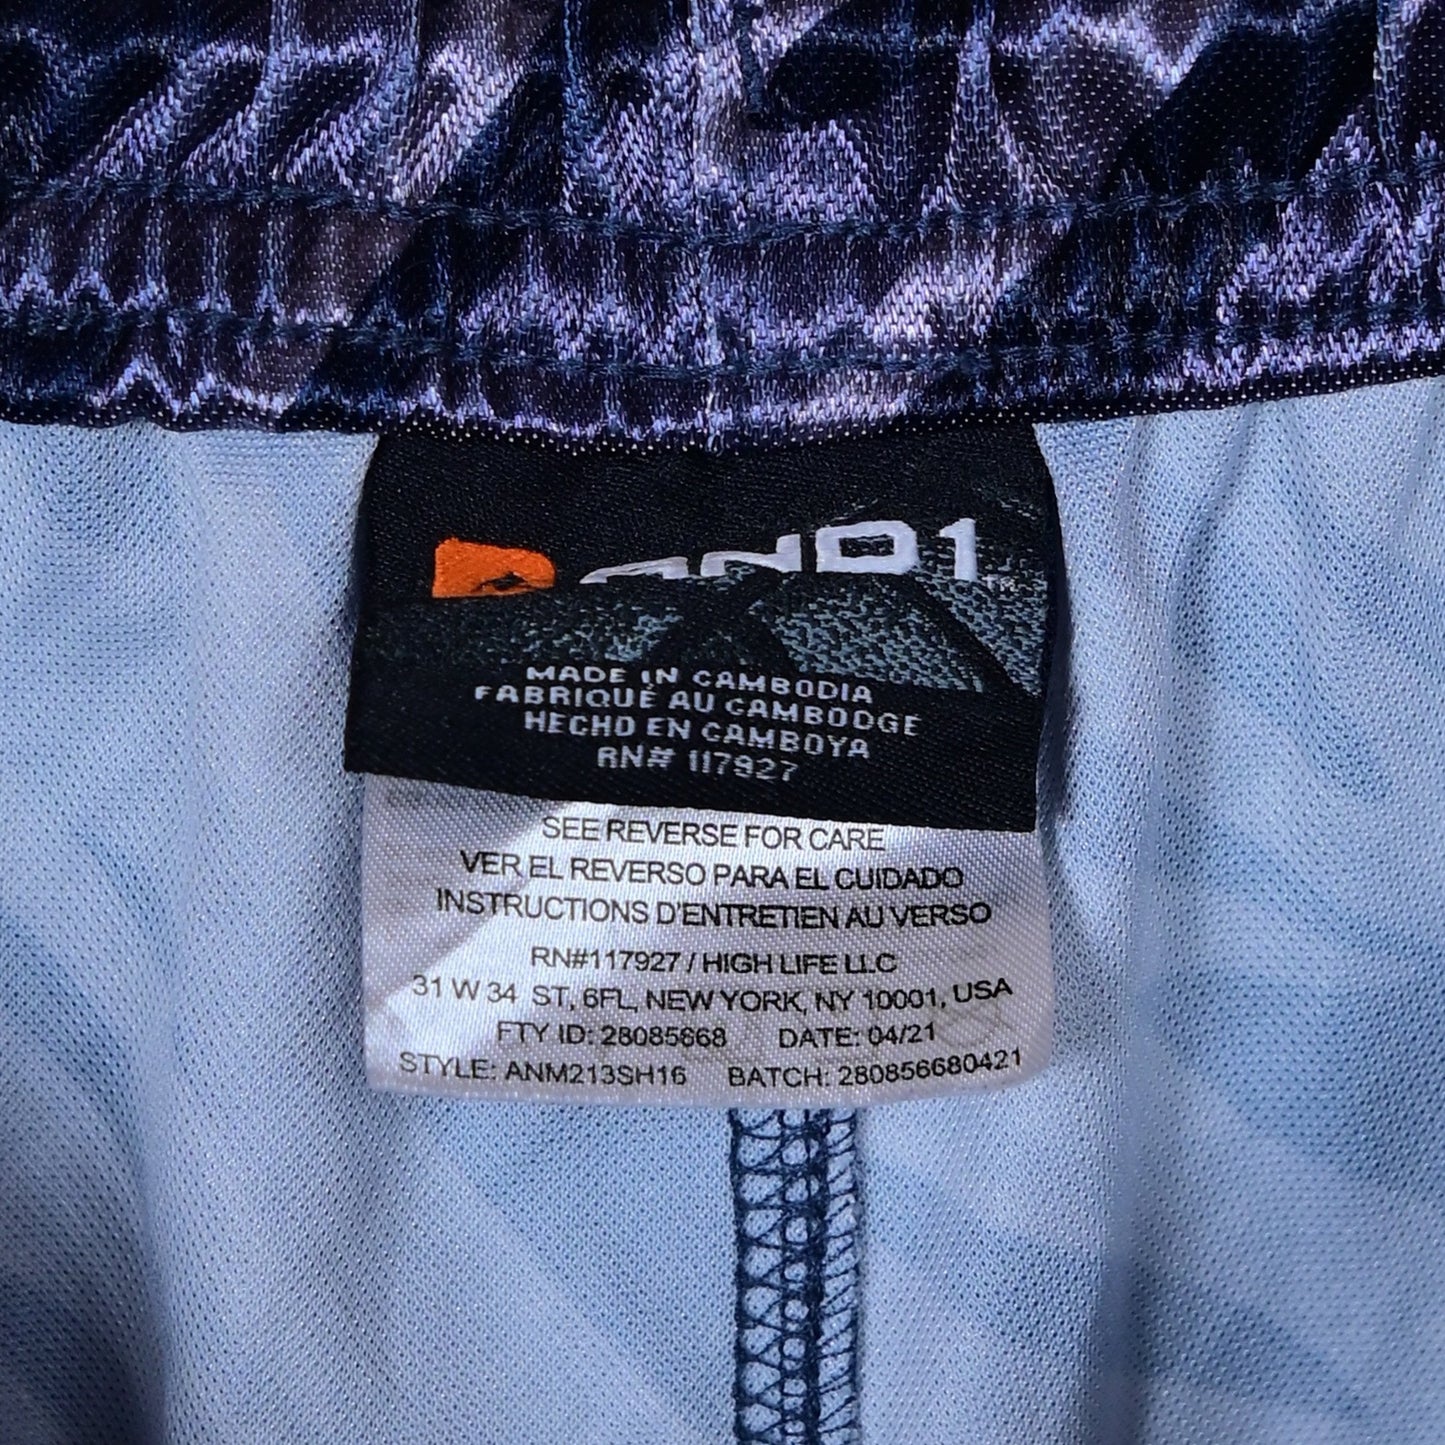 AND1
MADE IN CAMBODIA
FABRIQUÉ AU CAMBODGE
HECHO EN CAMBOYA
RN# 117927
SEE REVERSE FOR CARE
VER EL REVERSO PARA EL CUIDADO
INSTRUCTIONS D'ENTRETIEN AU VERSO
RN#117927 / HIGH LIFE LLC
31 W 34 ST, 6FL, NEW YORK, NY 10001, USA
FTY ID: 28085668 DATE: 04/21
STYLE: ANM213SH16 BATCH: 280856680421